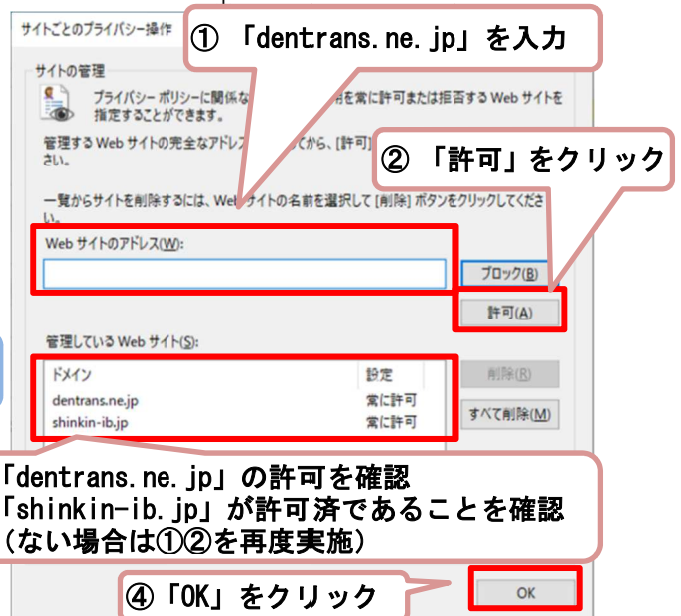 サイトごとのプライバシー操作
① 「dentrans.ne.jp」を入力
サイトの管理
プライバシー ポリシーに関係な
用を常に許可または拒否する Web サイトを
指定することができます。
管理する Web サイトの完全なアドレ
てから、[許可]
さい。
② 「許可」をクリック
一覧からサイトを削除するには、Web サイトの名前を選択して [削除] ボタンをクリックしてくださ
い。
Web サイトのアドレス(W):
ブロック(B)
許可(A)
管理している Web サイト(S):
ドメイン 設定
削除(R)
dentrans.ne.jp 常に許可
shinkin-ib.jp 常に許可
すべて削除(M)
「dentrans.ne.jp」の許可を確認
「shinkin-ib.jp」が許可済であることを確認
(ない場合は①②を再度実施)
④「OK」をクリック
OK